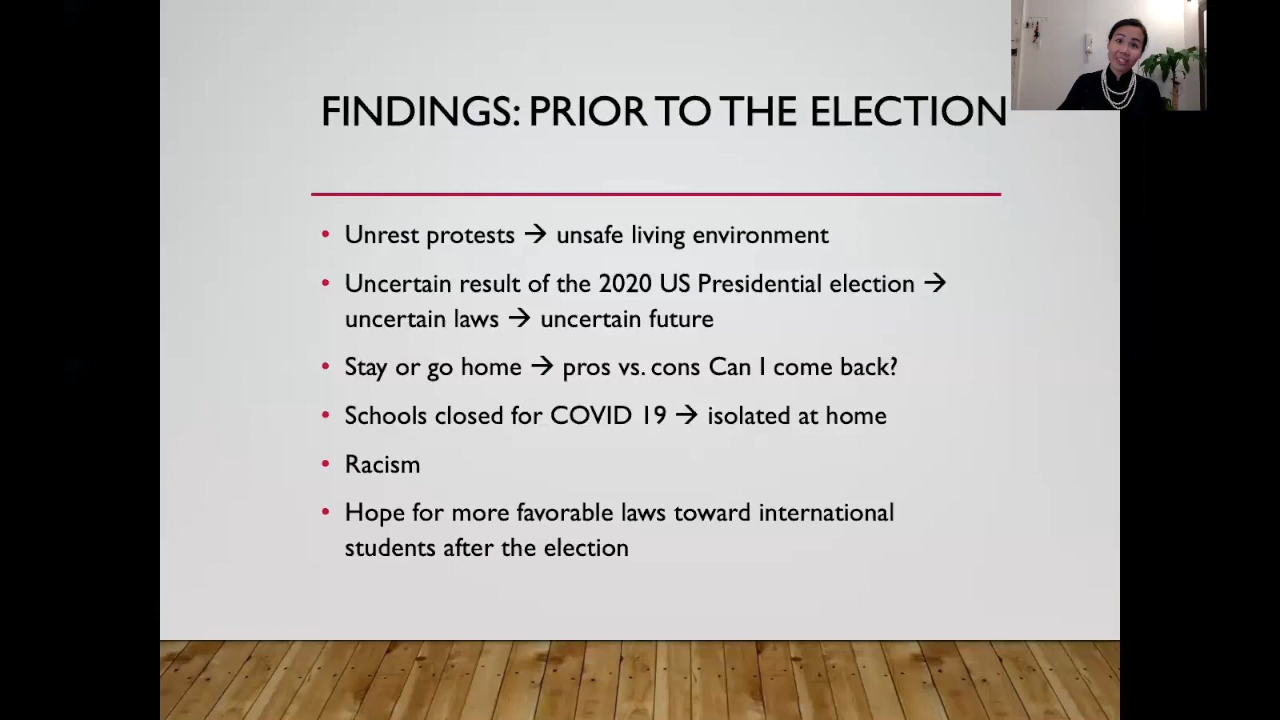 FINDINGS: PRIOR TO THE ELECTION
• Unrest protests → unsafe living environment
• Uncertain result of the 2020 US Presidential election →
uncertain laws → uncertain future
• Stay or go home → pros vs. cons Can I come back?
• Schools closed for COVID 19 → isolated at home
• Racism
• Hope for more favorable laws toward international
students after the election